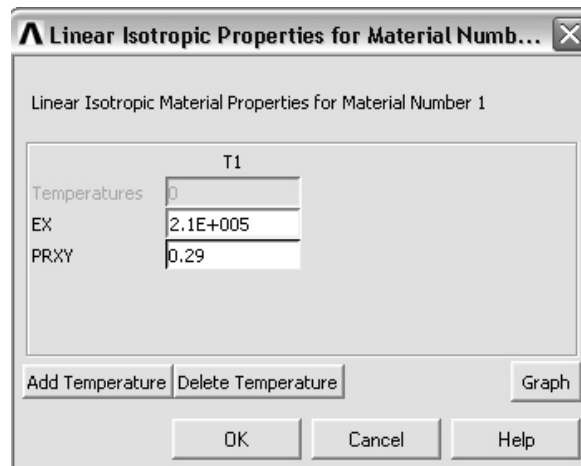 Linear Isotropic Properties for Material Numb...
Linear Isotropic Material Properties for Material Number 1
T1
Temperatures 0
EX 2.1E+005
PRXY 0.29
Add Temperature Delete Temperature Graph
OK Cancel Help